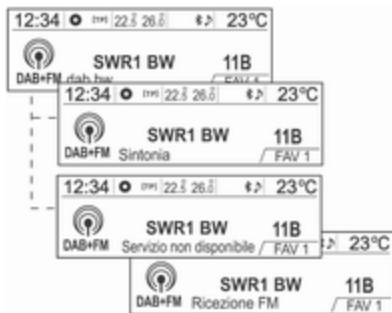 12:34 [TP] 22.5 26.0 23°C
SWR1 BW 11B
DAB+FM dab bw FAV 1
12:34 [TP] 22.5 26.0 23°C
SWR1 BW 11B
DAB+FM Sintonia FAV 1
12:34 [TP] 22.5 26.0 23°C
SWR1 BW 11B
DAB+FM Servizio non disponibile FAV 1
23°C
SWR1 BW 11B
DAB+FM Ricezione FM FAV 1